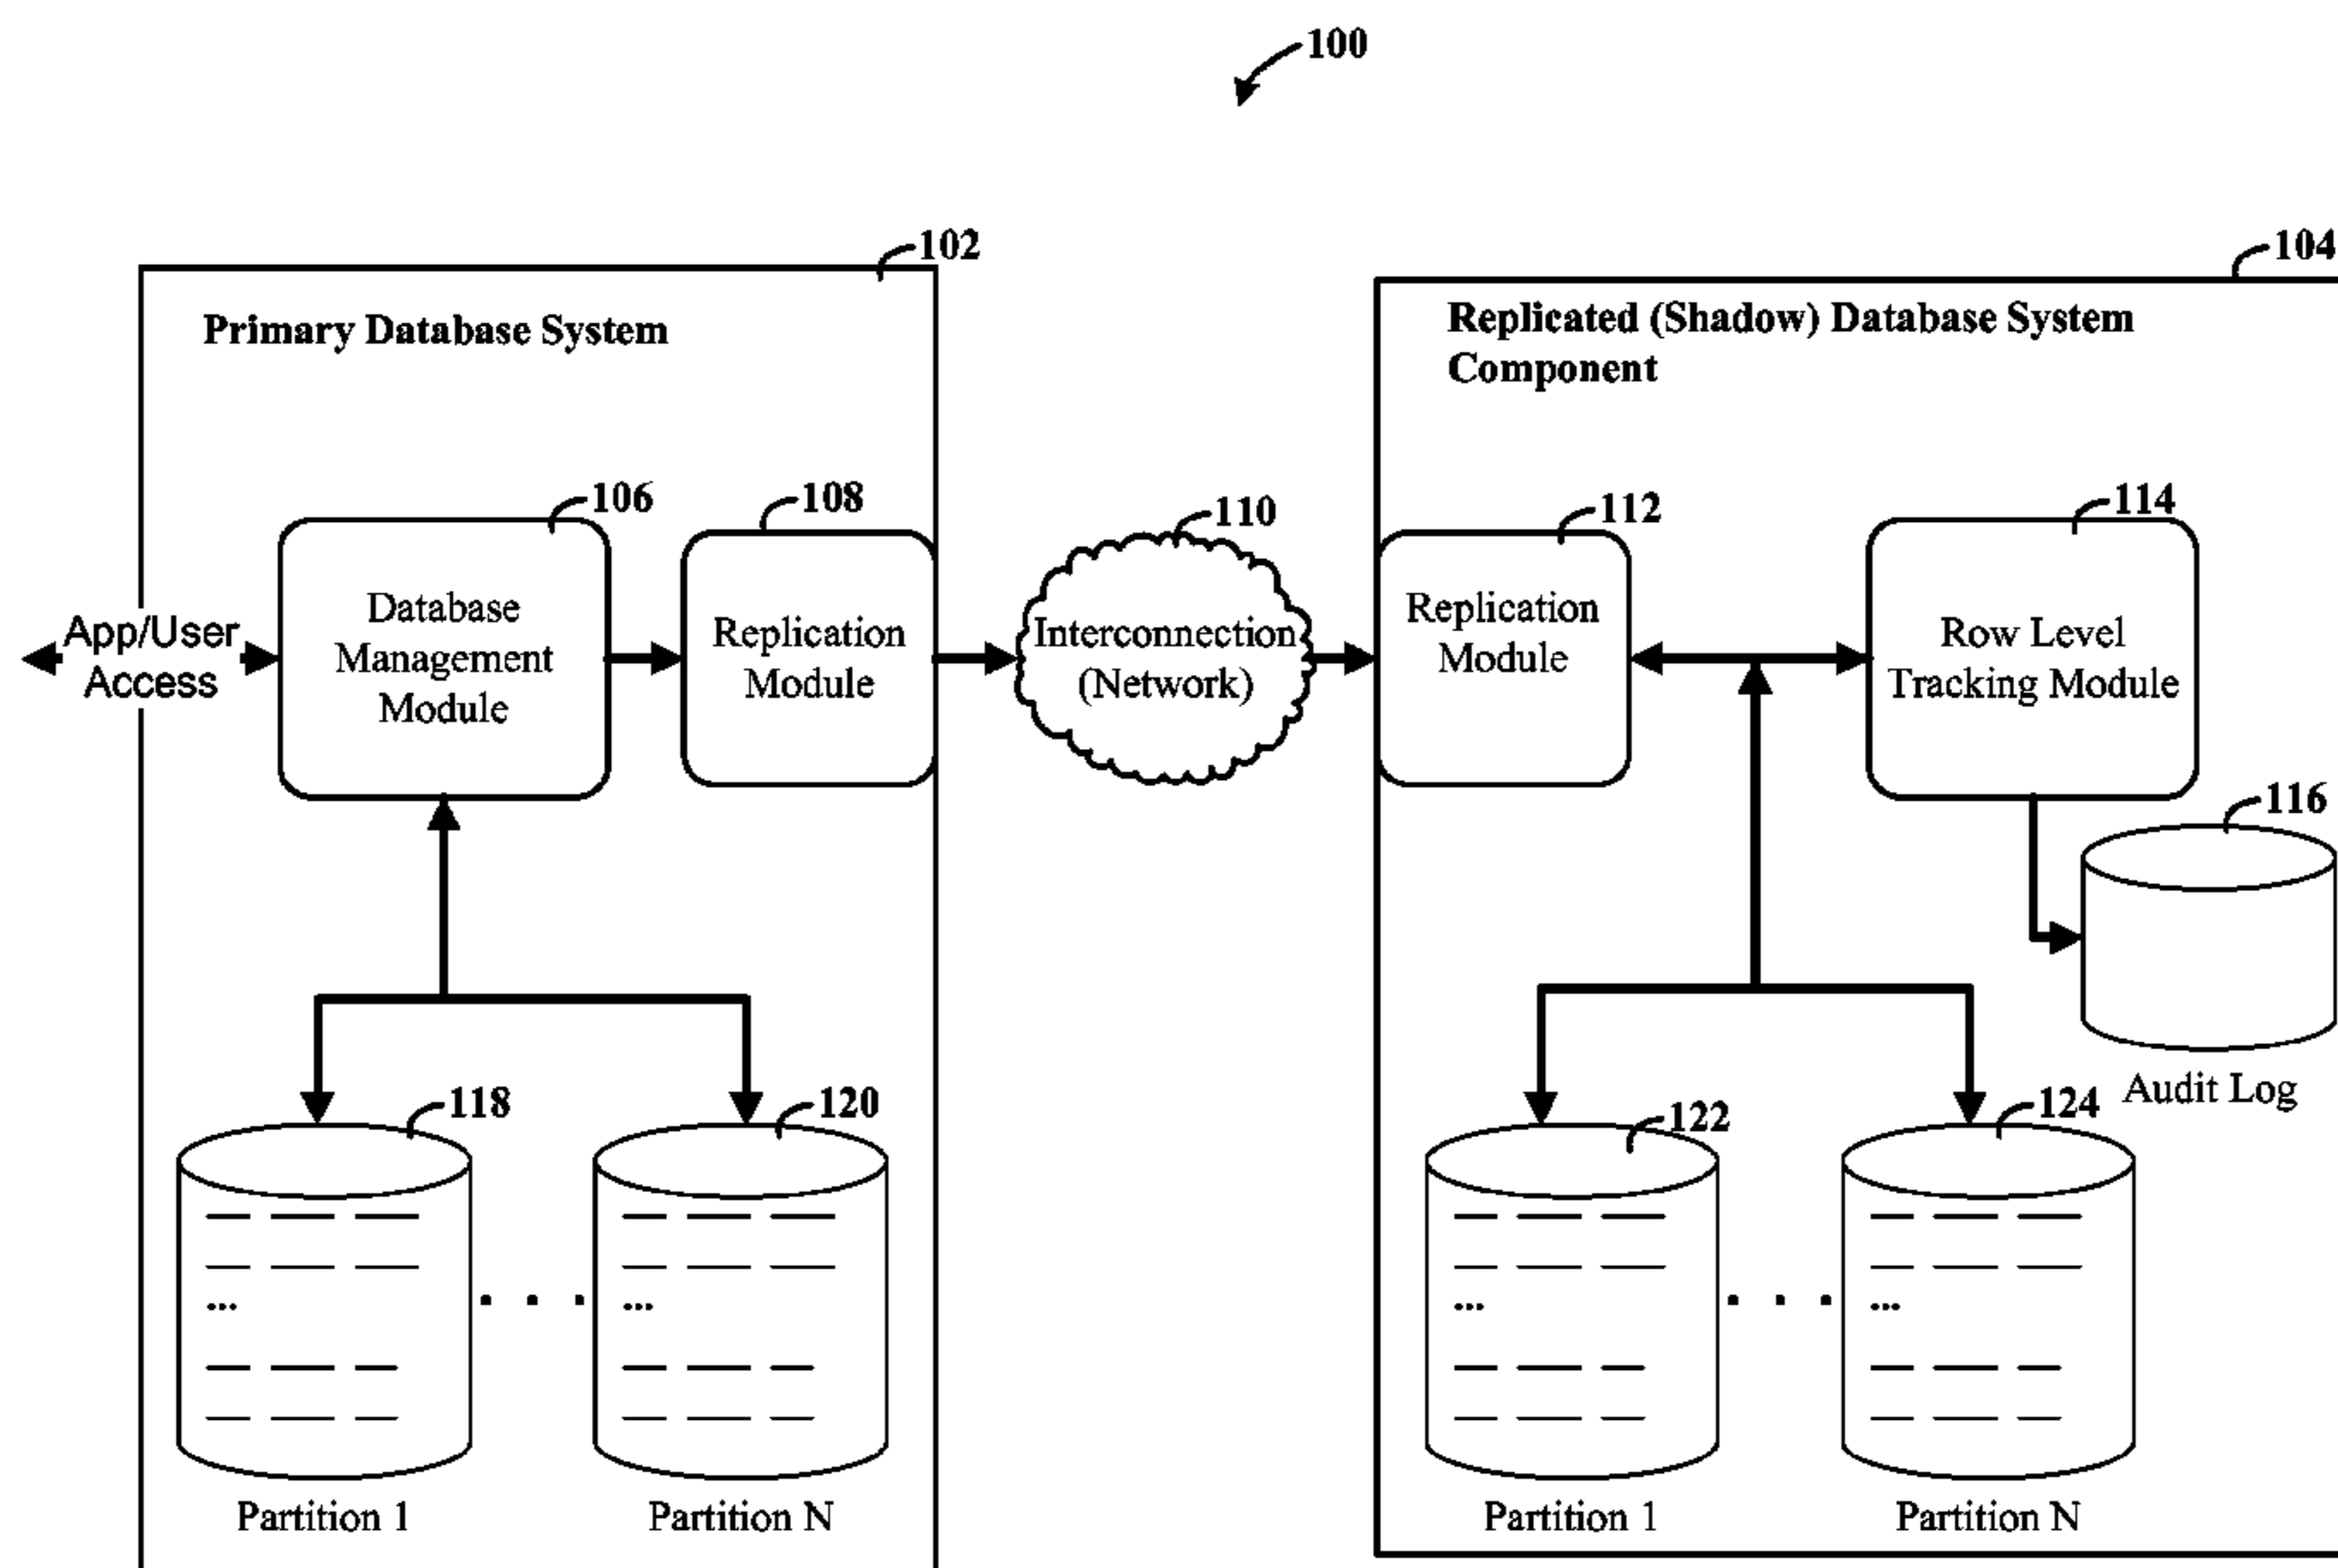 100
102
104
Primary Database System
Replicated (Shadow) Database System
Component
106
108
110
112
114
App/User
Access
Database
Management
Module
Replication
Module
Interconnection
(Network)
Replication
Module
Row Level
Tracking Module
116
Audit Log
118
120
122
124
...
...
...
...
Partition 1
Partition N
Partition 1
Partition N